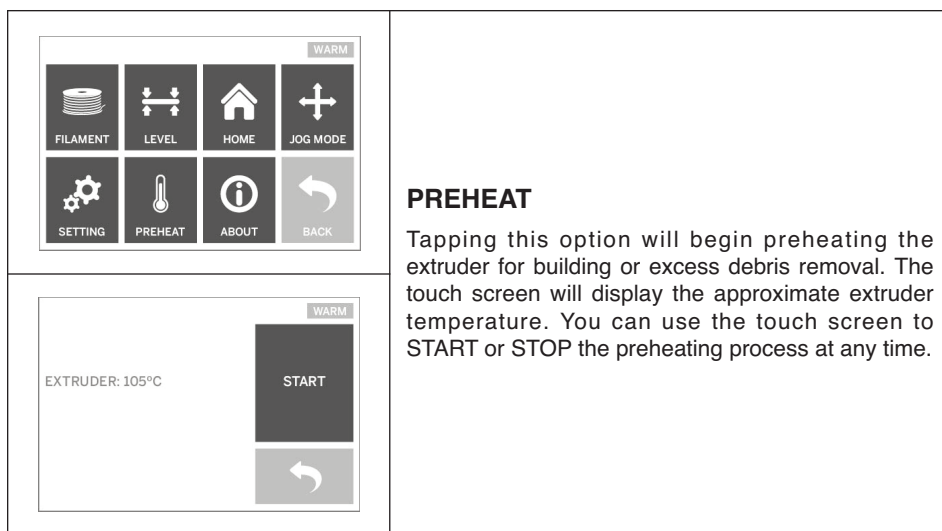 WARM
FILAMENT LEVEL HOME JOG MODE
SETTING PREHEAT ABOUT BACK
WARM
EXTRUDER: 105°C START
PREHEAT
Tapping this option will begin preheating the
extruder for building or excess debris removal. The
touch screen will display the approximate extruder
temperature. You can use the touch screen to
START or STOP the preheating process at any time.